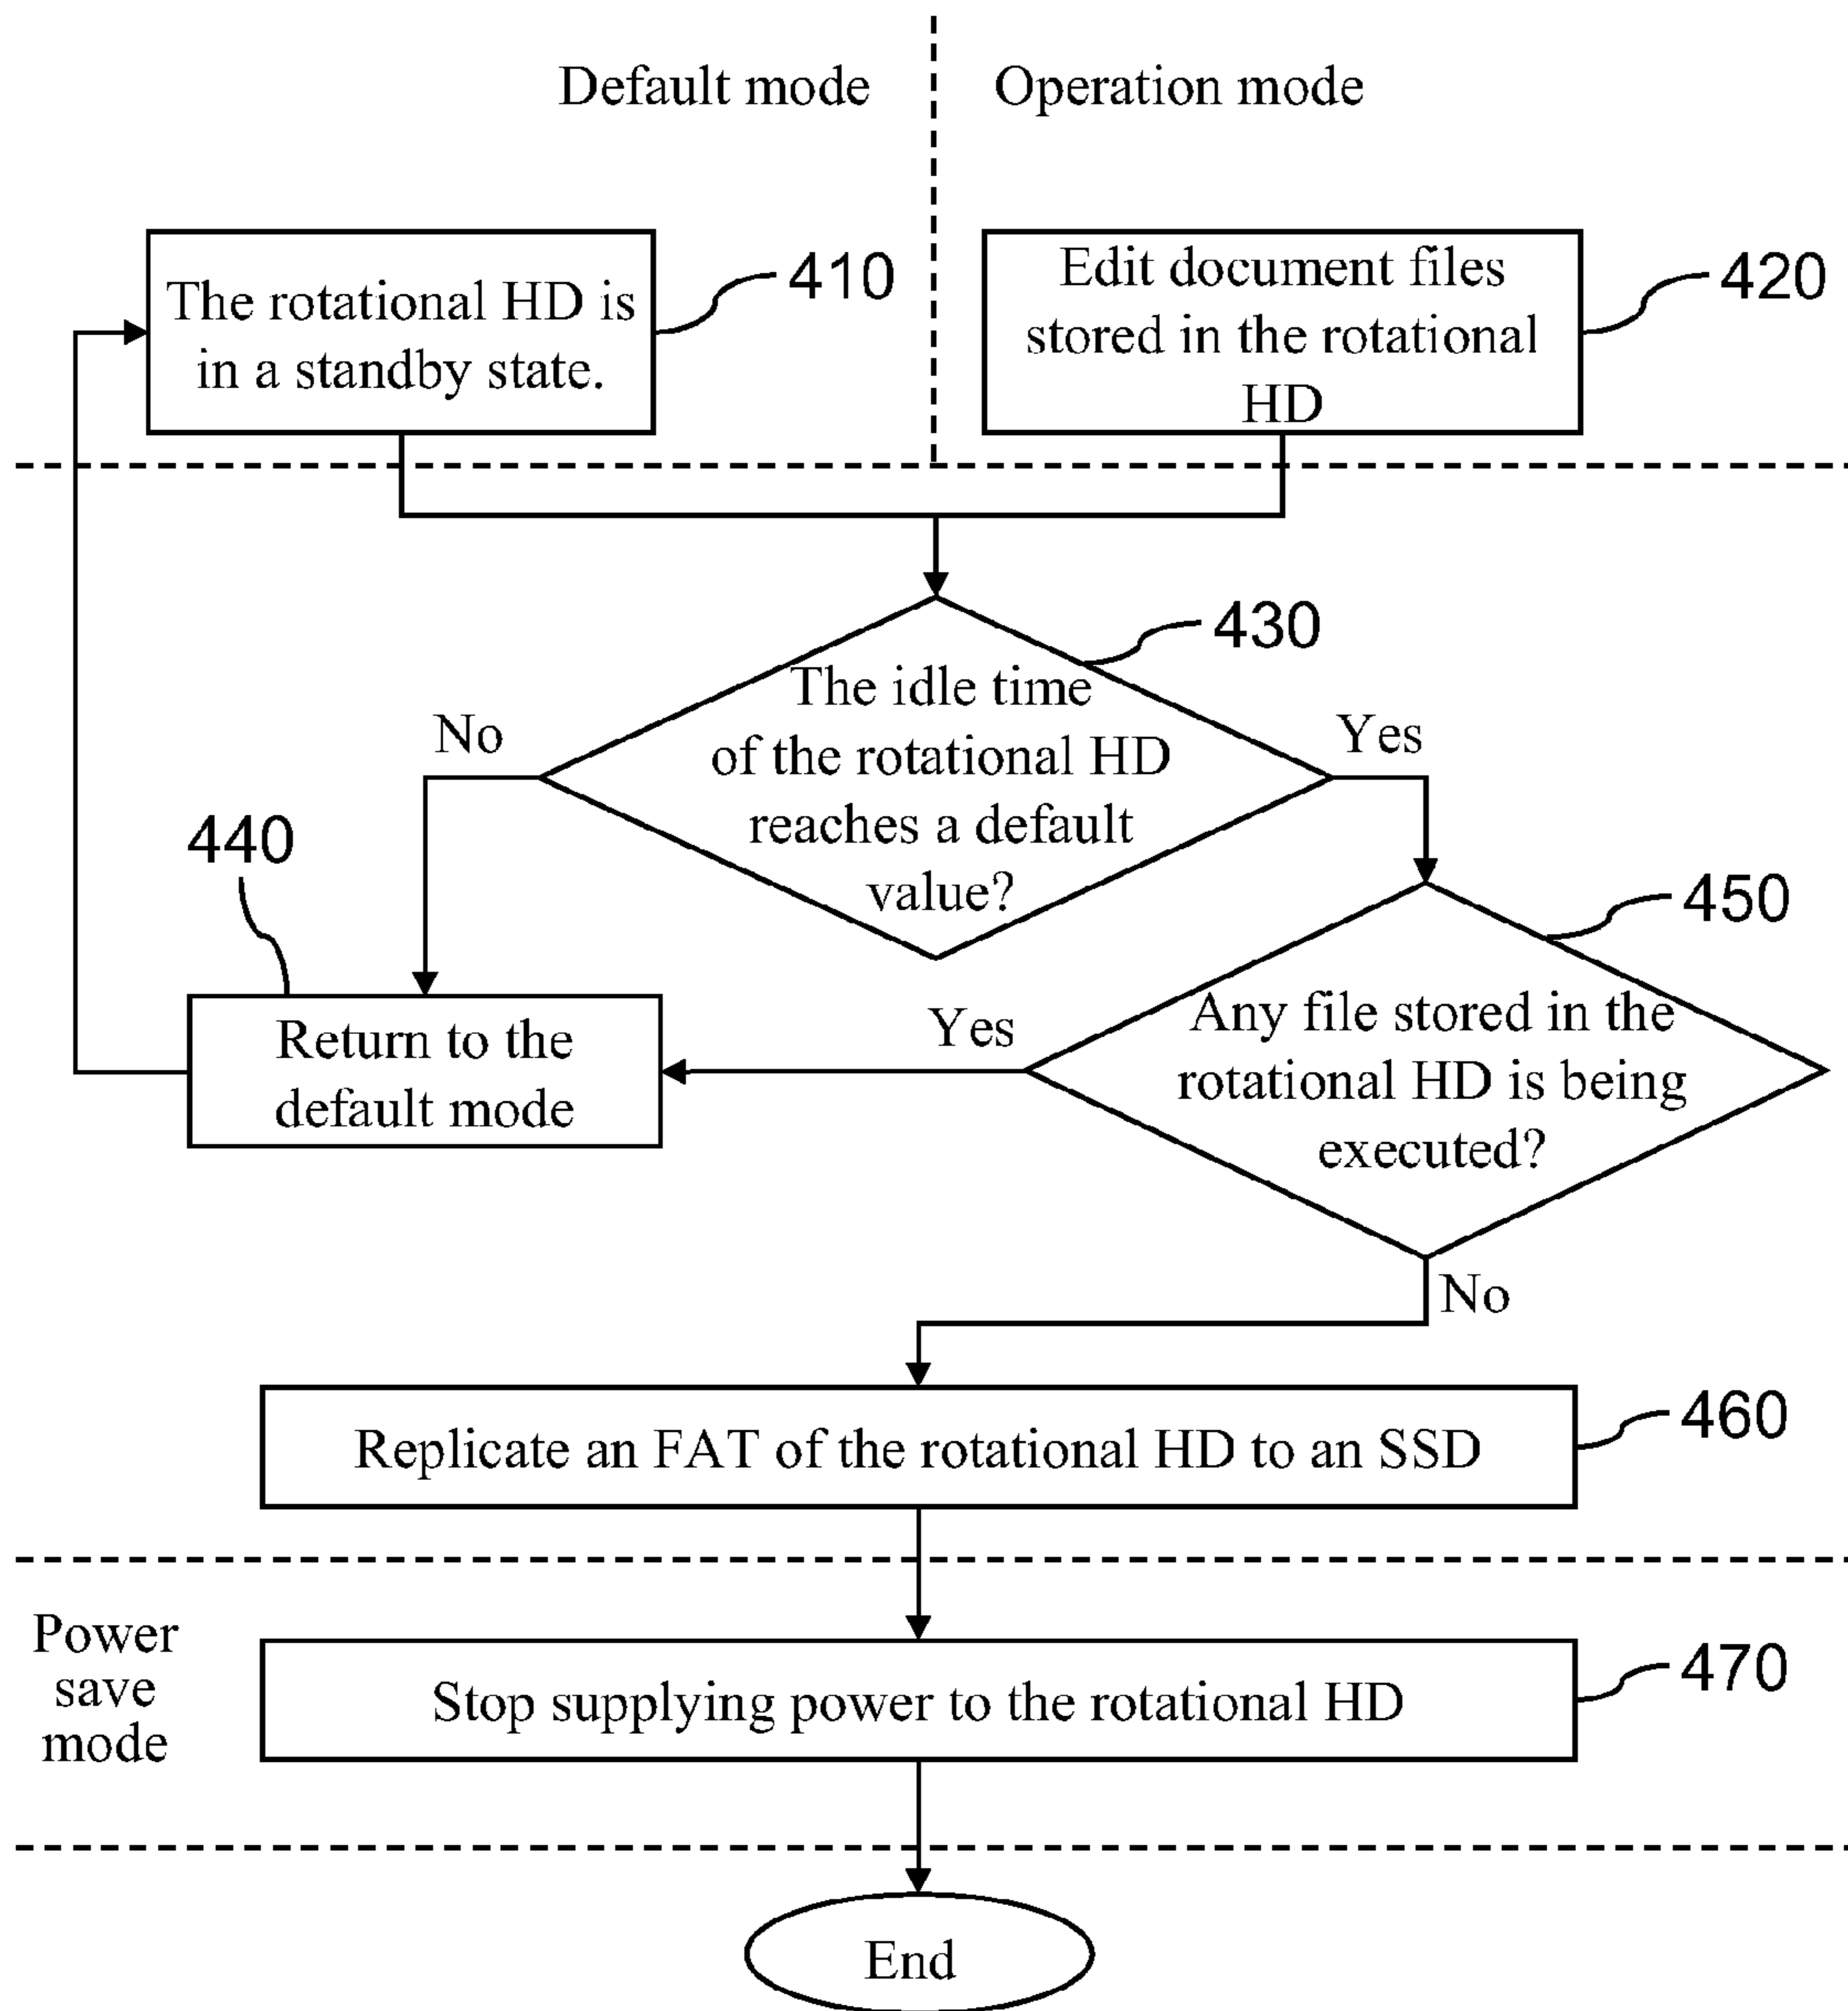 Default mode
Operation mode
The rotational HD is
in a standby state.
410
Edit document files
stored in the rotational
HD
420
430
The idle time
of the rotational HD
reaches a default
value?
No
Yes
440
Return to the
default mode
450
Any file stored in the
rotational HD is being
executed?
Yes
No
Replicate an FAT of the rotational HD to an SSD
460
Power
save
mode
Stop supplying power to the rotational HD
470
End